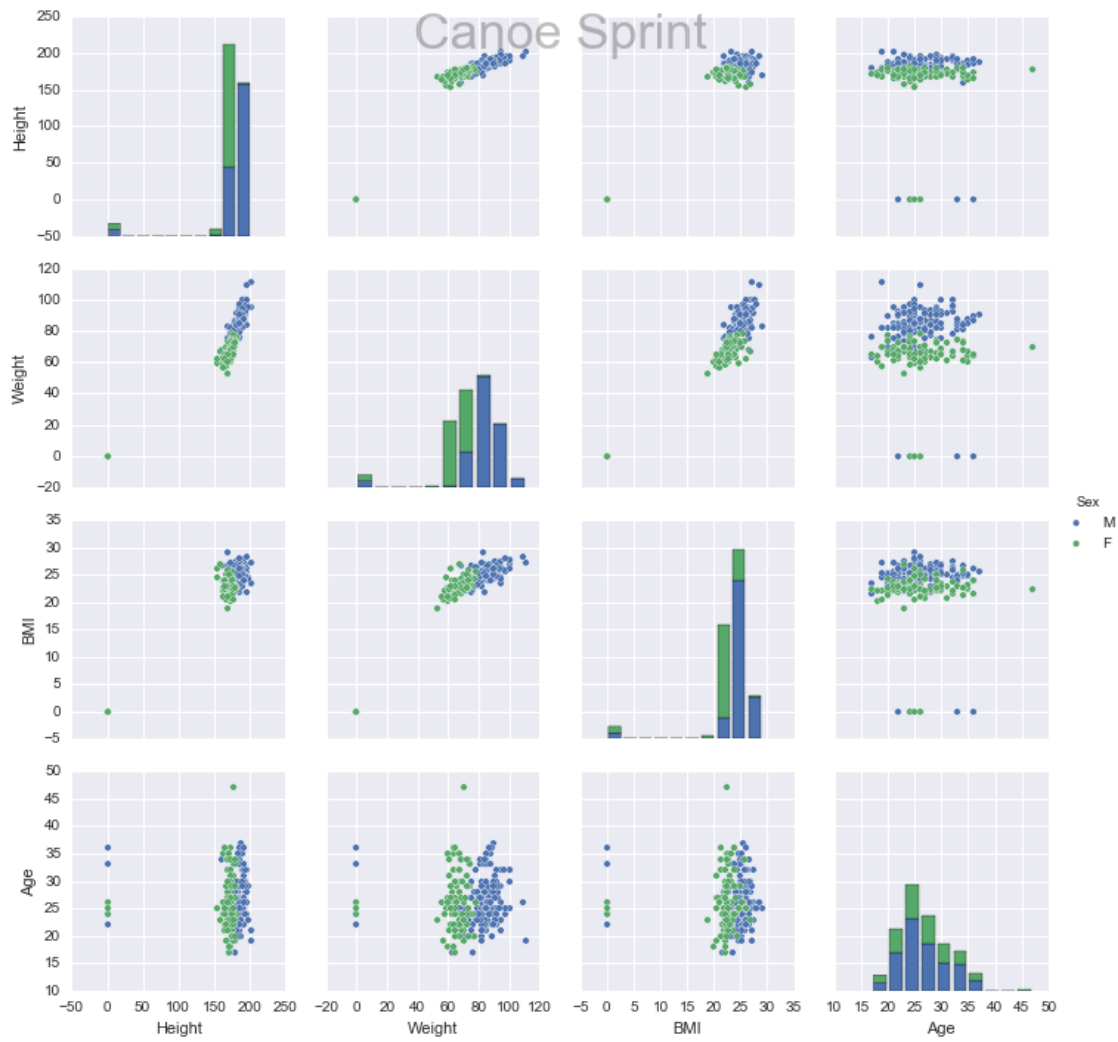 Canoe Sprint
250
200
150
100
50
0
−50
Height
120
100
80
60
40
20
0
−20
Weight
35
30
25
20
15
10
5
0
−5
BMI
Sex
M
F
50
45
40
35
30
25
20
15
10
Age
−50 0 50 100 150 200 250
−20 0 20 40 60 80 100 120
−5 0 5 10 15 20 25 30 35
10 15 20 25 30 35 40 45 50
Height Weight BMI Age